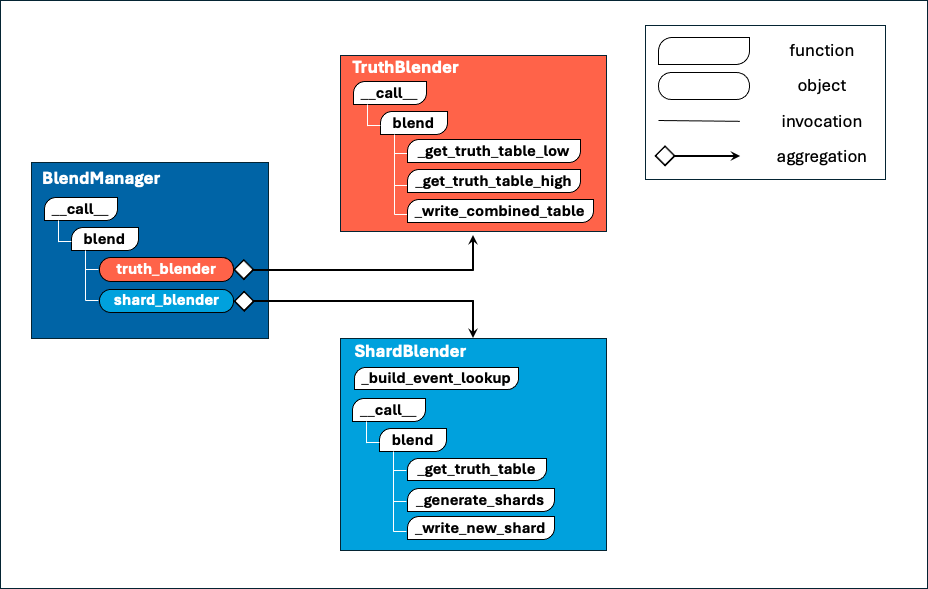 BlendManager
__call__
blend
truth_blender
shard_blender
TruthBlender
__call__
blend
_get_truth_table_low
_get_truth_table_high
_write_combined_table
ShardBlender
_build_event_lookup
__call__
blend
_get_truth_table
_generate_shards
_write_new_shard
function
object
invocation
aggregation